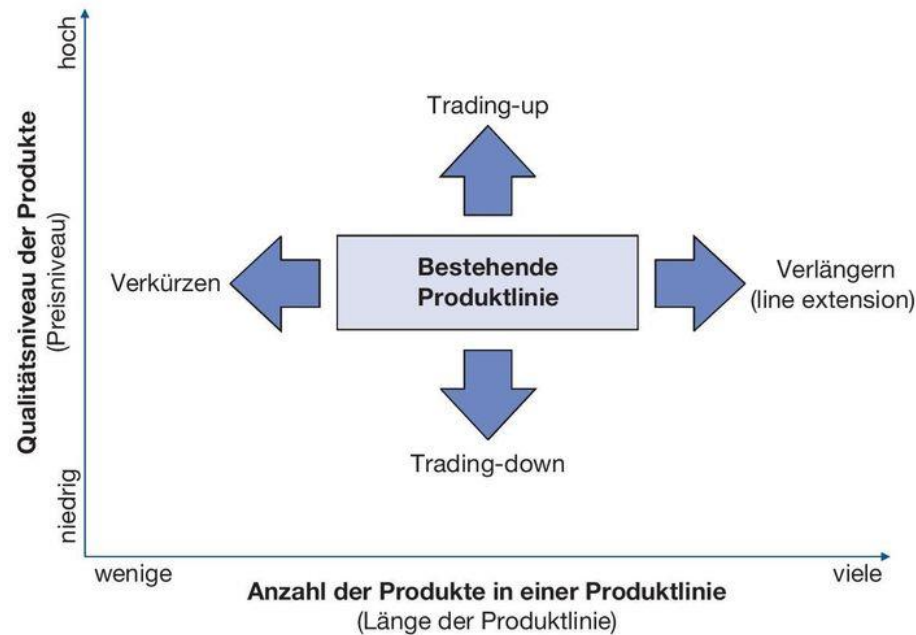 hoch
Qualitätsniveau der Produkte
(Preisniveau)
niedrig
Trading-up
Verkürzen
Bestehende
Produktlinie
Verlängern
(line extension)
Trading-down
wenige
viele
Anzahl der Produkte in einer Produktlinie
(Länge der Produktlinie)